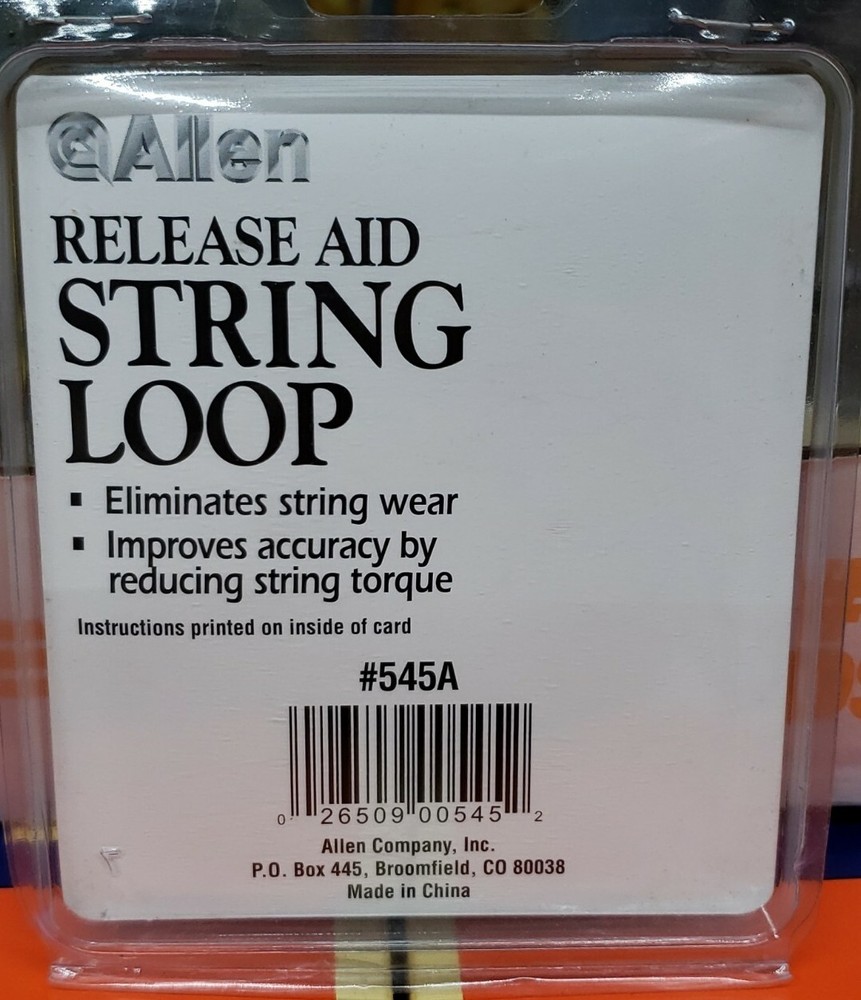 @Allen
RELEASE AID
STRING
LOOP
▪ Eliminates string wear
▪ Improves accuracy by
reducing string torque
Instructions printed on inside of card
#545A
0 26509 00545 2
Allen Company, Inc.
P.O. Box 445, Broomfield, CO 80038
Made in China